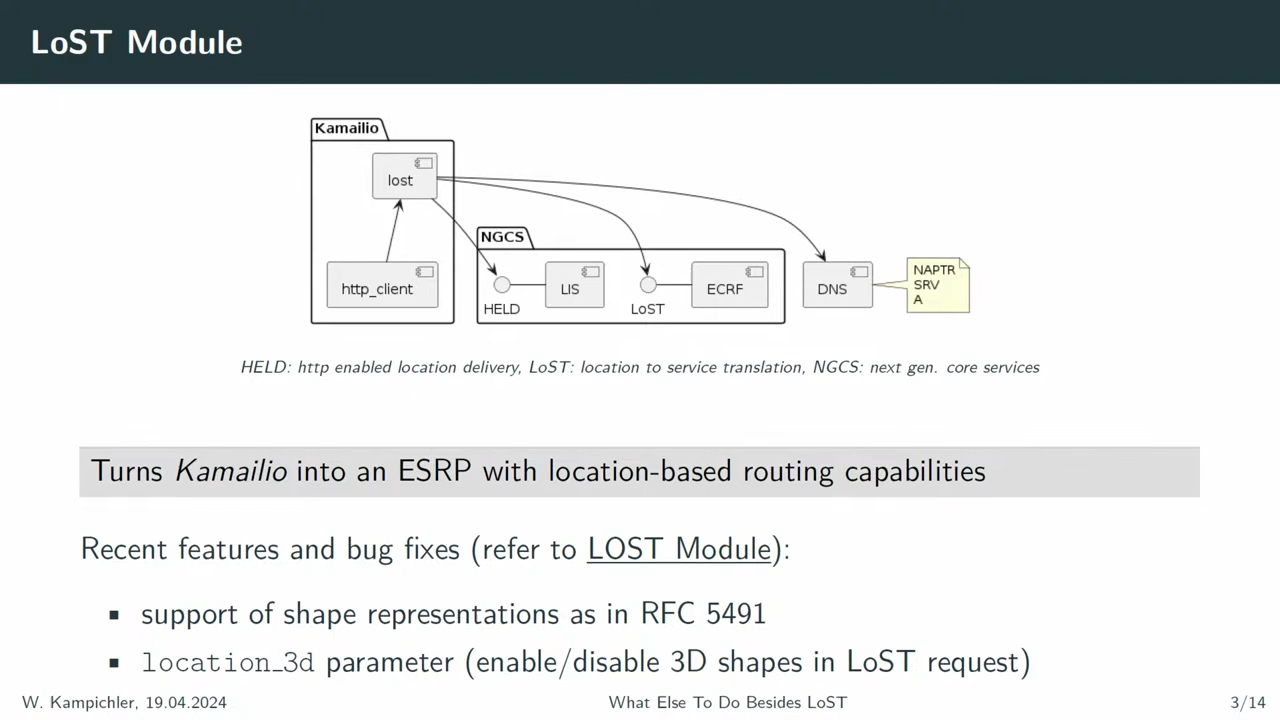 LoST Module
Kamailio
lost
http_client
NGCS
HELD
LIS
LoST
ECRF
DNS
NAPTR
SRV
A
HELD: http enabled location delivery, LoST: location to service translation, NGCS: next gen. core services
Turns Kamailio into an ESRP with location-based routing capabilities
Recent features and bug fixes (refer to LOST Module):
▪ support of shape representations as in RFC 5491
▪ location_3d parameter (enable/disable 3D shapes in LoST request)
W. Kampichler, 19.04.2024
What Else To Do Besides LoST
3/14